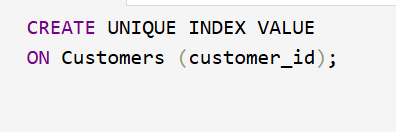 CREATE UNIQUE INDEX VALUE
ON Customers (customer_id);